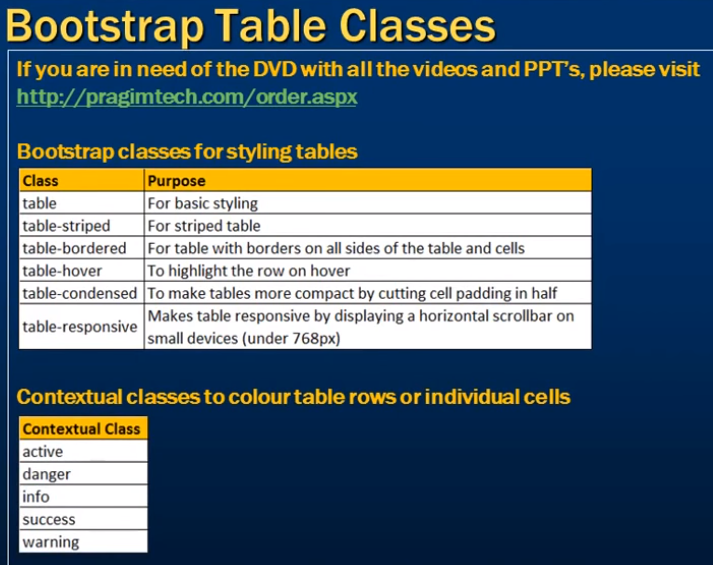 Bootstrap Table Classes
If you are in need of the DVD with all the videos and PPT's, please visit
http://pragimtech.com/order.aspx
Bootstrap classes for styling tables
Class Purpose
table For basic styling
table-striped For striped table
table-bordered For table with borders on all sides of the table and cells
table-hover To highlight the row on hover
table-condensed To make tables more compact by cutting cell padding in half
table-responsive Makes table responsive by displaying a horizontal scrollbar on
small devices (under 768px)
Contextual classes to colour table rows or individual cells
Contextual Class
active
danger
info
success
warning